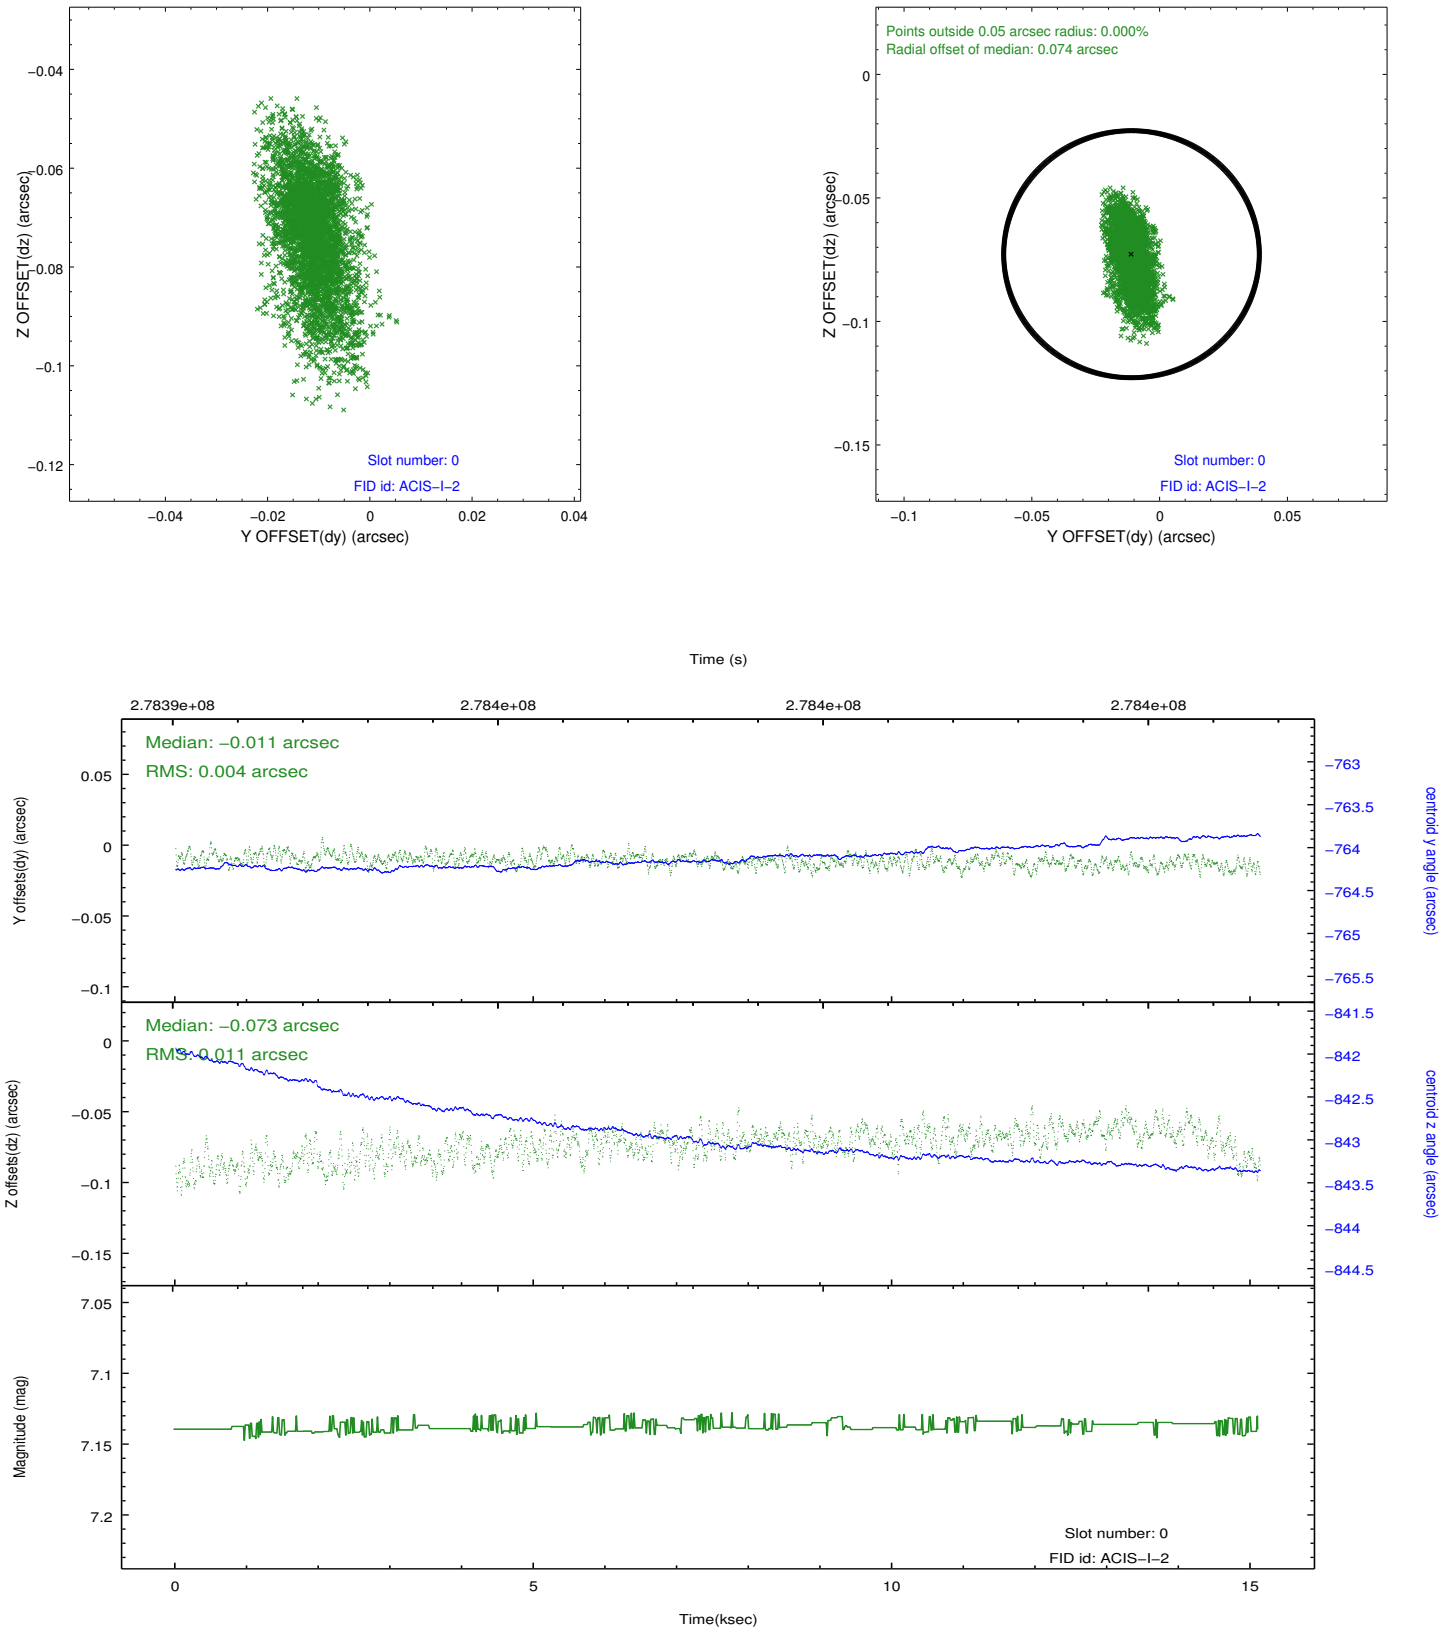 Z OFFSET(dz) (arcsec)
−0.04
−0.06
−0.08
−0.1
−0.12
Slot number: 0
FID id: ACIS−I−2
−0.04
−0.02
0
0.02
0.04
Y OFFSET(dy) (arcsec)
Points outside 0.05 arcsec radius: 0.000%
Radial offset of median: 0.074 arcsec
Z OFFSET(dz) (arcsec)
0
−0.05
−0.1
−0.15
Slot number: 0
FID id: ACIS−I−2
−0.1
−0.05
0
0.05
Y OFFSET(dy) (arcsec)
Time (s)
2.7839e+08
2.784e+08
2.784e+08
2.784e+08
Median: −0.011 arcsec
RMS: 0.004 arcsec
Y offsets(dy) (arcsec)
0.05
0
−0.05
−0.1
−763
−763.5
−764
−764.5
−765
−765.5
centroid y angle (arcsec)
Median: −0.073 arcsec
RMS: 0.011 arcsec
Z offsets(dz) (arcsec)
0
−0.05
−0.1
−0.15
−841.5
−842
−842.5
−843
−843.5
−844
−844.5
centroid z angle (arcsec)
Magnitude (mag)
7.05
7.1
7.15
7.2
Slot number: 0
FID id: ACIS−I−2
0
5
10
15
Time(ksec)